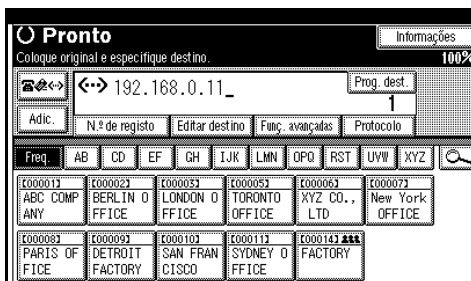 Pronto
Informações
Coloque original e especifique destino.
100%
192.168.0.11_
Prog. dest.
1
Adic.
N.º de registo
Editar destino
Funç. avançadas
Protocolo
Freq. AB CD EF GH IJK LMN OPQ RST UVW XYZ
[00001] [00002] [00003] [00005] [00006] [00007]
ABC COMP BERLIN O LONDON O TORONTO XYZ CO., New York
ANY FFICE FFICE OFFICE LTD OFFICE
[00008] [00009] [00010] [00011] [00014]
PARIS OF DETROIT SAN FRAN SYDNEY O FACTORY
FICE FACTORY CISCO FFICE